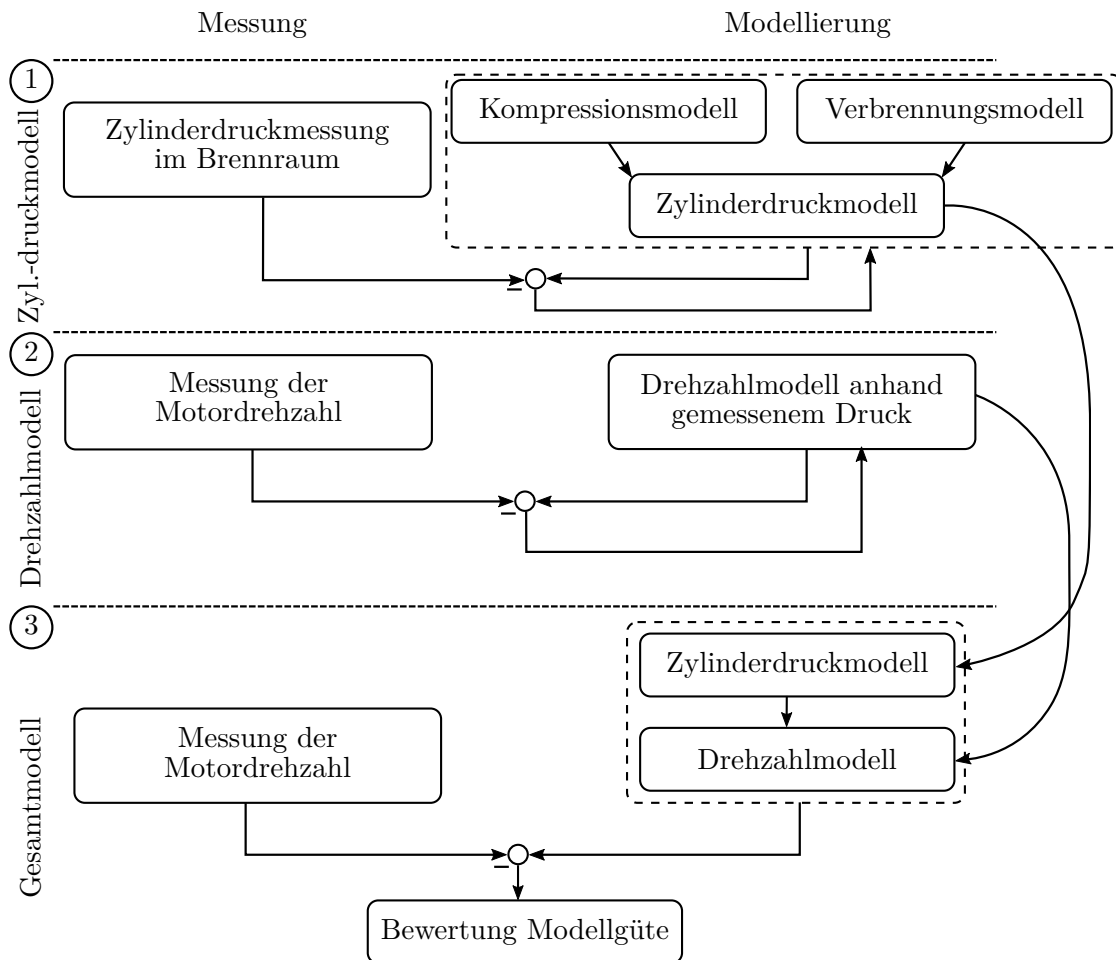 Messung
Modellierung
1
Zyl.-druckmodell
Zylinderdruckmessung
im Brennraum
Kompressionsmodell
Verbrennungsmodell
Zylinderdruckmodell
2
Drehzahlmodell
Messung der
Motordrehzahl
Drehzahlmodell anhand
gemessenem Druck
3
Gesamtmodell
Messung der
Motordrehzahl
Zylinderdruckmodell
Drehzahlmodell
Bewertung Modellgüte